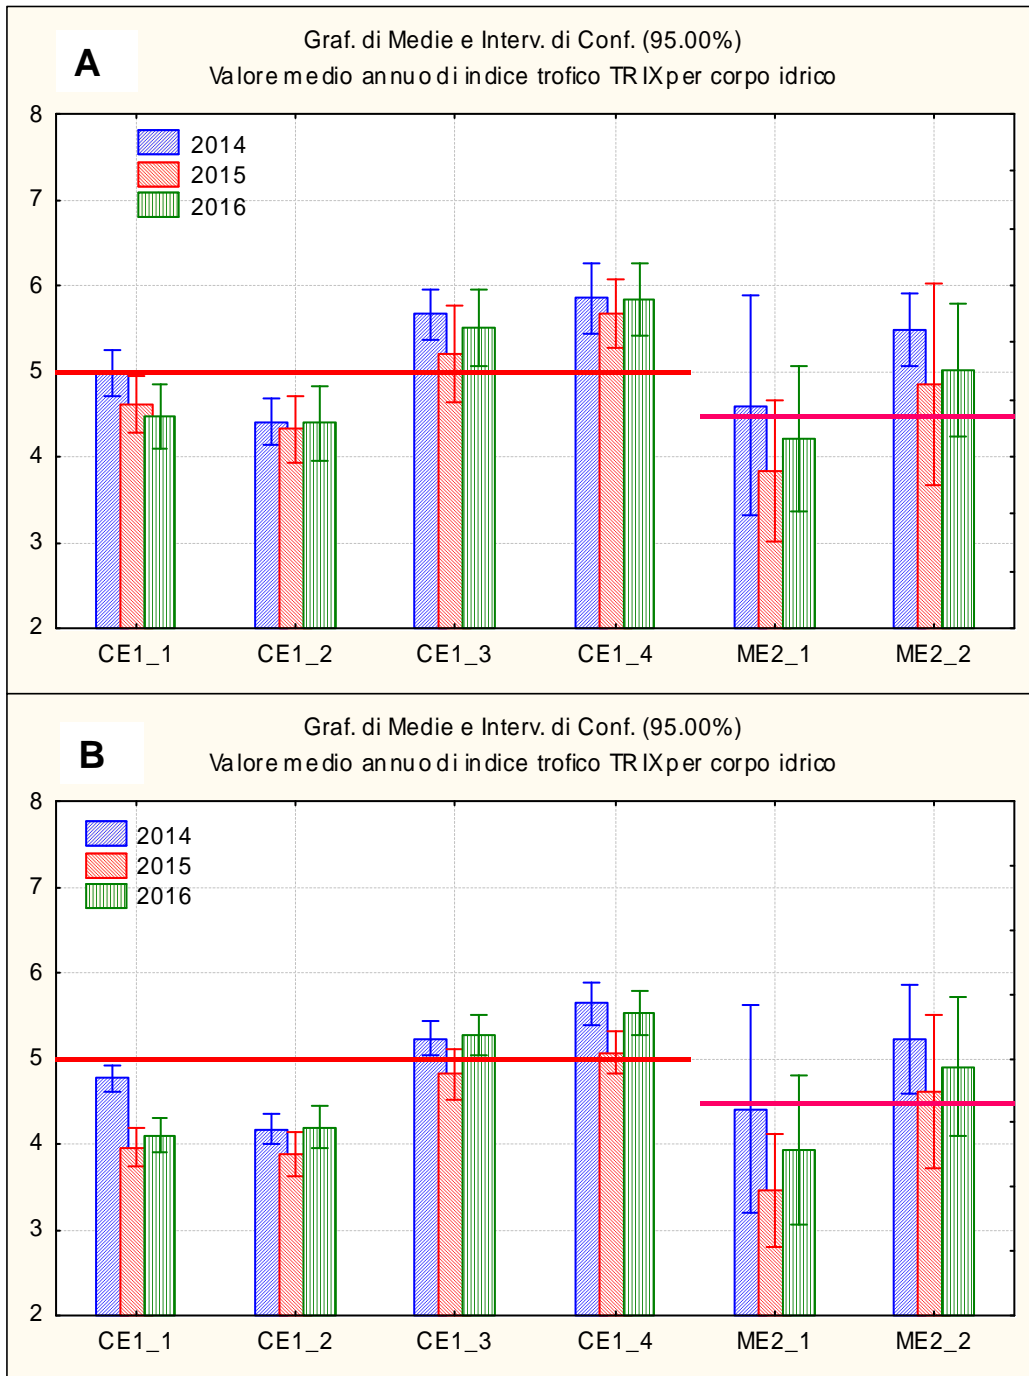 A
Graf. di Medie e Interv. di Conf. (95.00%)
Valore medio annuo di indice trofico TRIX per corpo idrico
8
7
6
5
4
3
2
2014
2015
2016
CE1_1 CE1_2 CE1_3 CE1_4 ME2_1 ME2_2
B
Graf. di Medie e Interv. di Conf. (95.00%)
Valore medio annuo di indice trofico TRIX per corpo idrico
8
7
6
5
4
3
2
2014
2015
2016
CE1_1 CE1_2 CE1_3 CE1_4 ME2_1 ME2_2